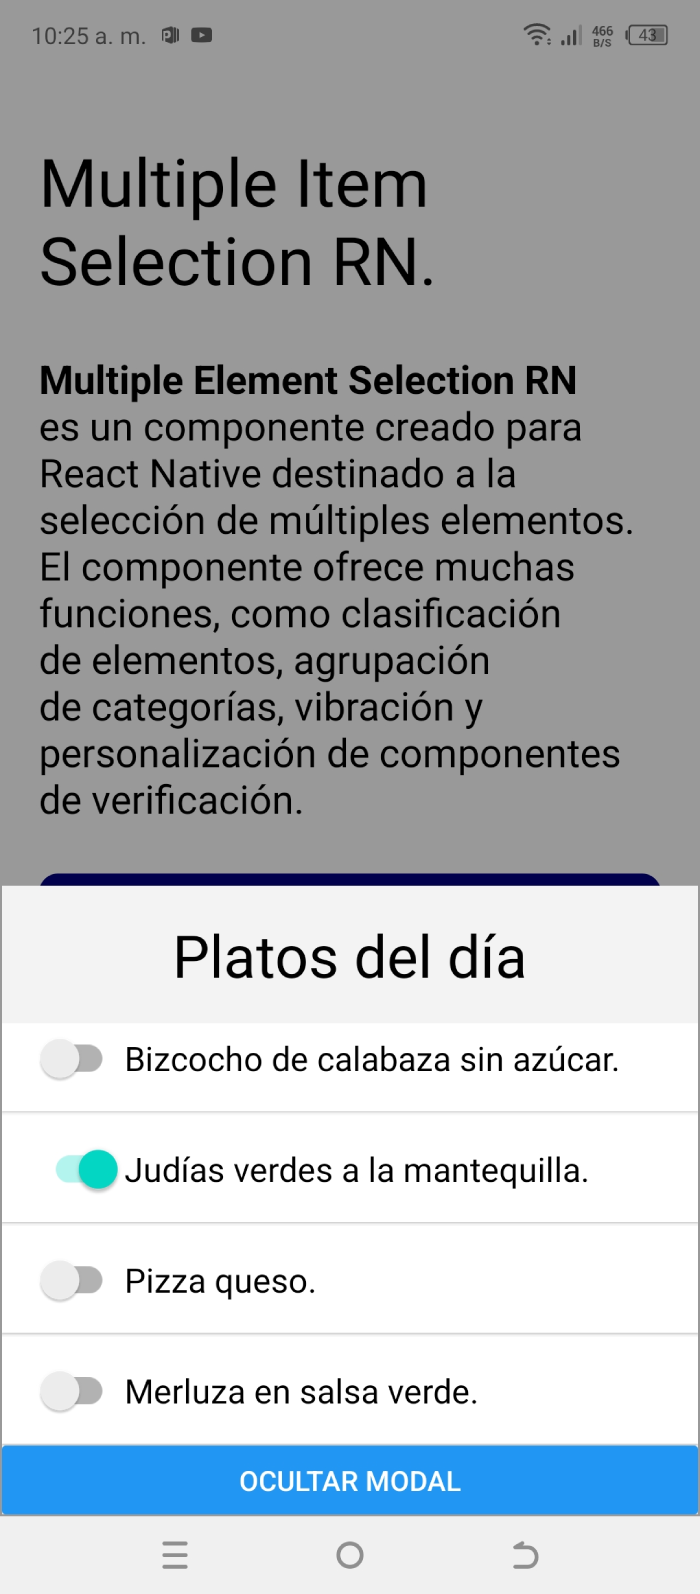 10:25 a. m.
466
B/S
43
Multiple Item
Selection RN.
Multiple Element Selection RN
es un componente creado para
React Native destinado a la
selección de múltiples elementos.
El componente ofrece muchas
funciones, como clasificación
de elementos, agrupación
de categorías, vibración y
personalización de componentes
de verificación.
Platos del día
Bizcocho de calabaza sin azúcar.
Judías verdes a la mantequilla.
Pizza queso.
Merluza en salsa verde.
OCULTAR MODAL